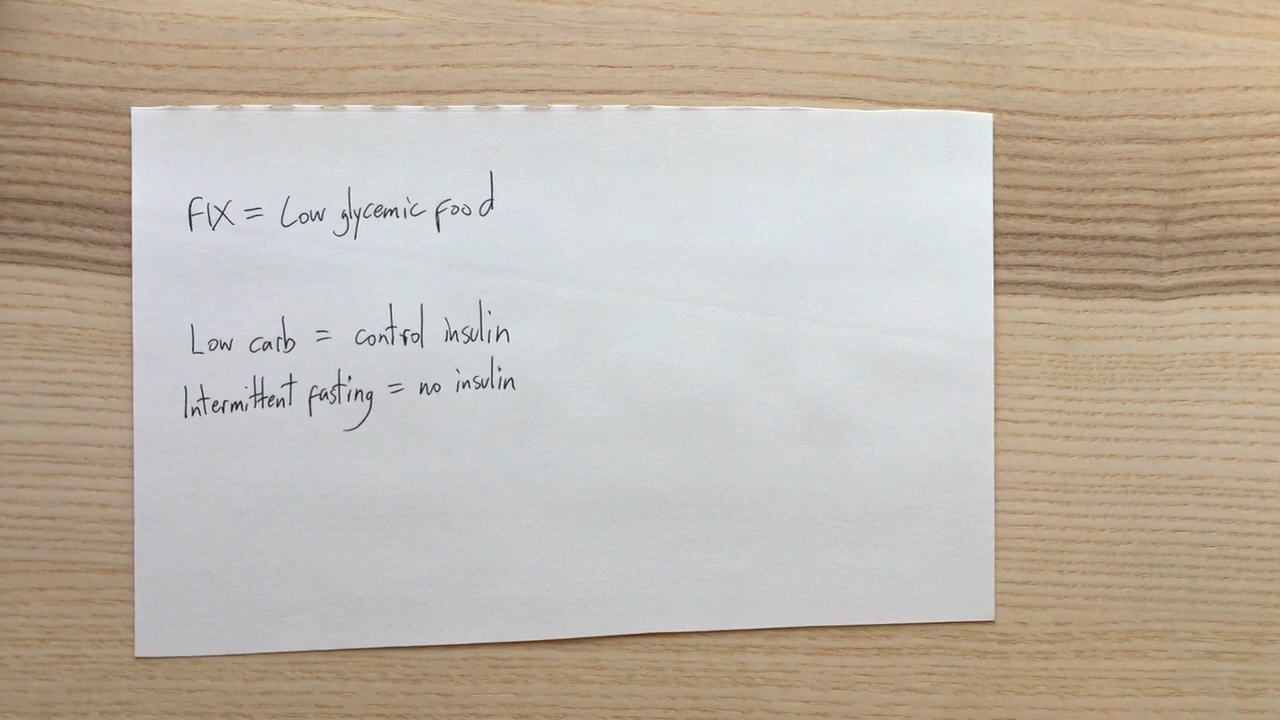 FIX = Low glycemic food
Low carb = control insulin
Intermittent fasting = no insulin